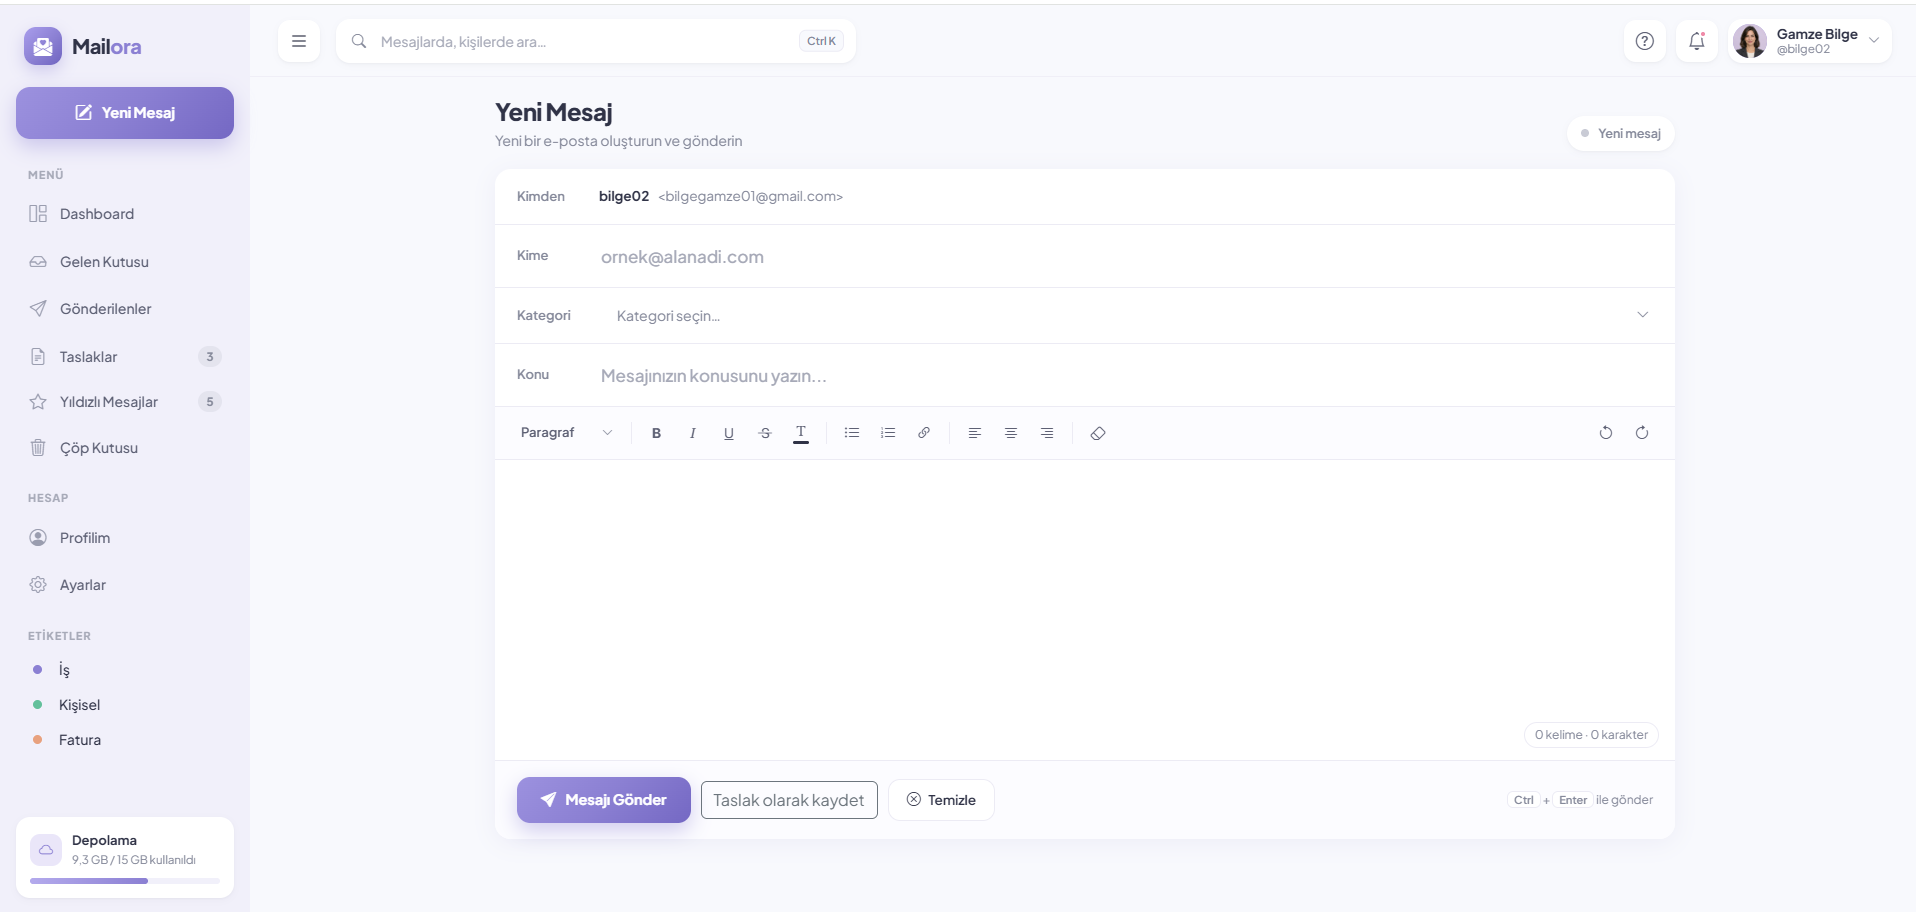 Mailora
Mesajlarda, kişilerde ara...
Ctrl K
Gamze Bilge
@bilge02
Yeni Mesaj
MENÜ
Dashboard
Gelen Kutusu
Gönderilenler
Taslaklar 3
Yıldızlı Mesajlar 5
Çöp Kutusu
HESAP
Profilim
Ayarlar
ETİKETLER
İş
Kişisel
Fatura
Depolama
9,3 GB / 15 GB kullanıldı
Yeni Mesaj
Yeni bir e-posta oluşturun ve gönderin
Yeni mesaj
Kimden bilge02 <bilgegamze01@gmail.com>
Kime ornek@alanadi.com
Kategori Kategori seçin...
Konu Mesajınızın konusunu yazın...
Paragraf B I U S T
0 kelime · 0 karakter
Mesajı Gönder Taslak olarak kaydet Temizle Ctrl + Enter ile gönder